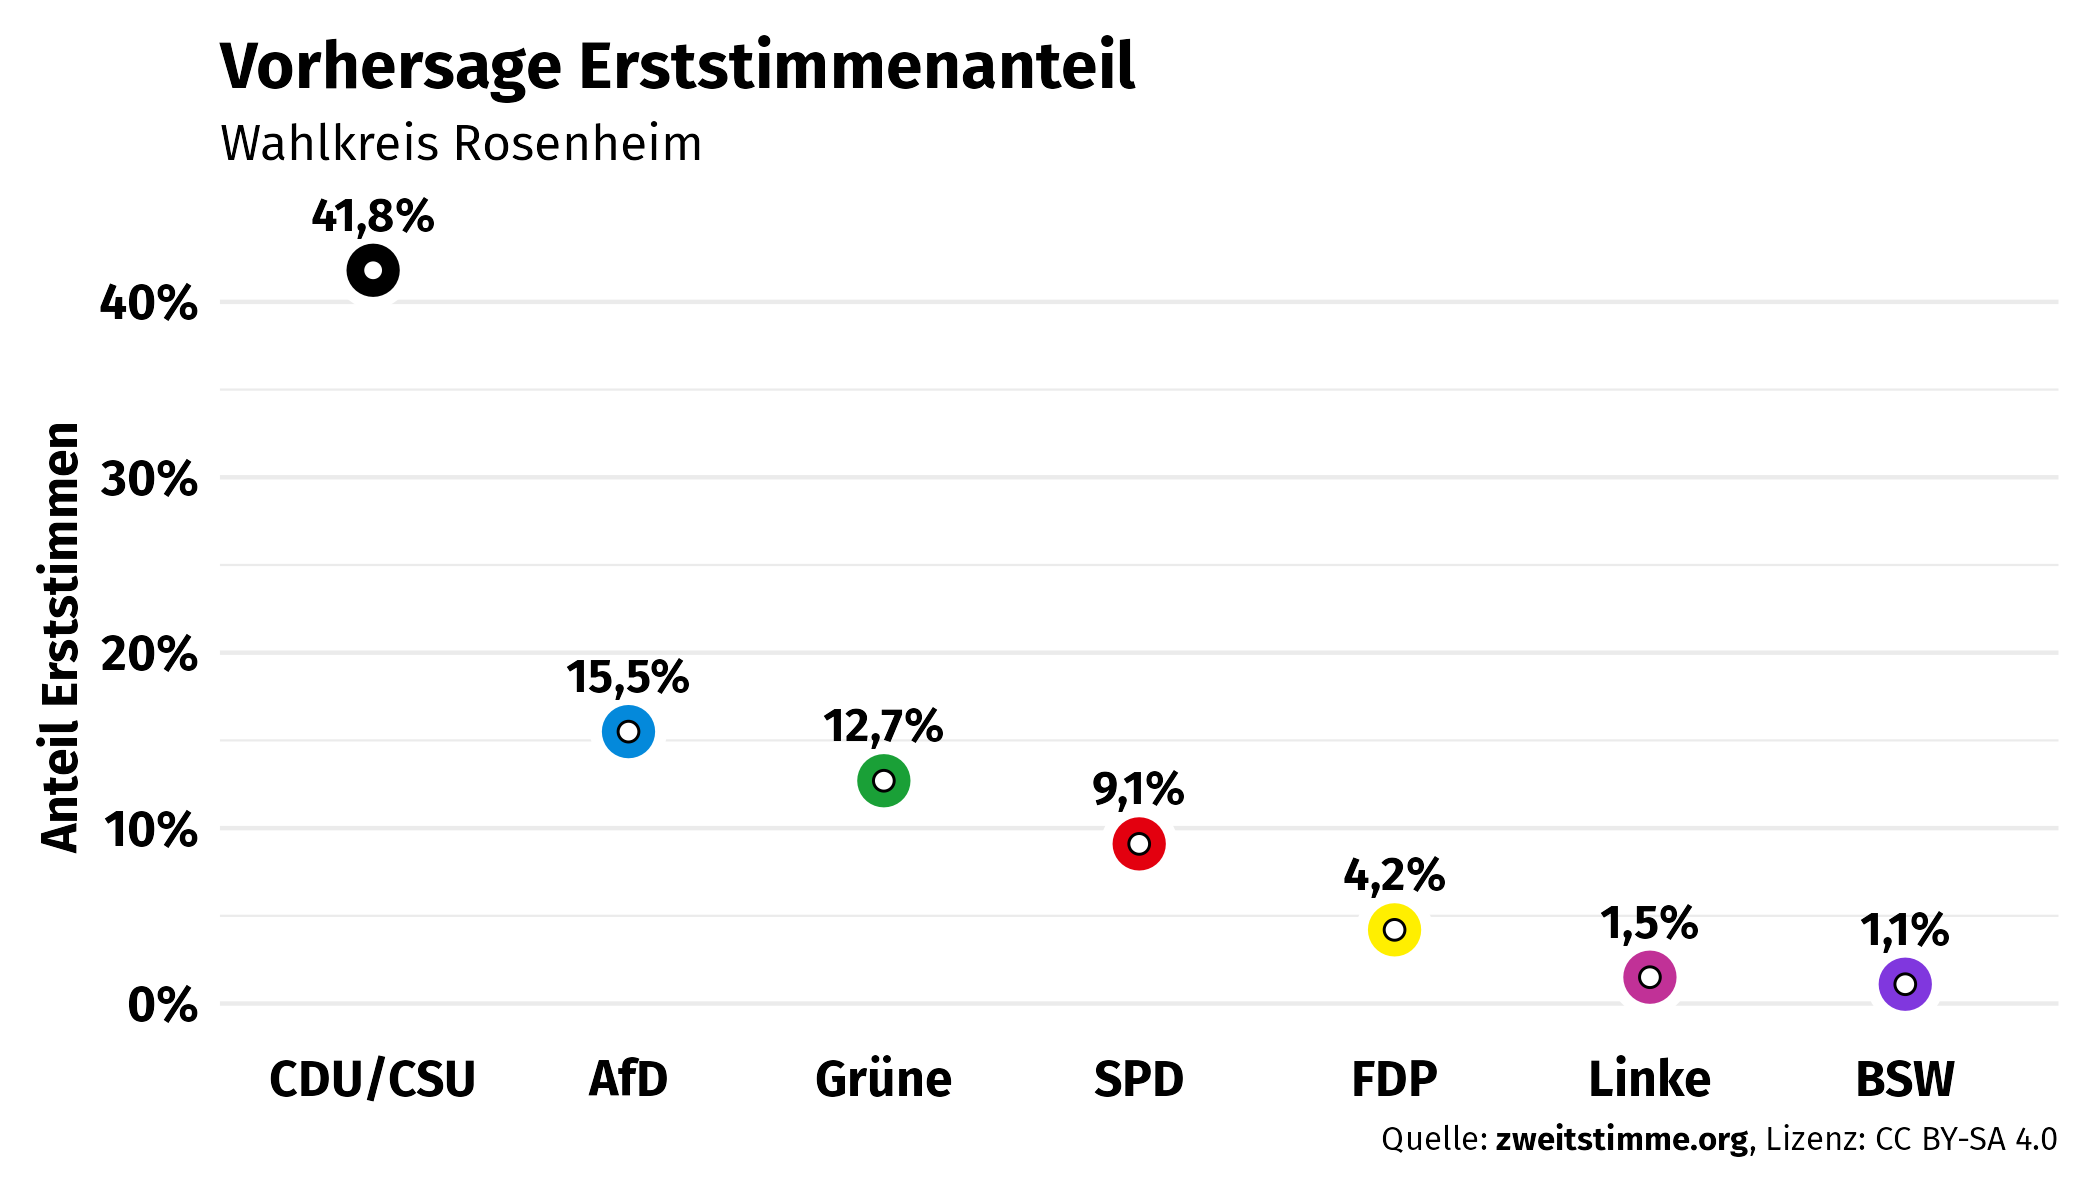 Vorhersage Erststimmenanteil
Wahlkreis Rosenheim
Anteil Erststimmen
40%
30%
20%
10%
0%
41,8%
15,5%
12,7%
9,1%
4,2%
1,5%
1,1%
CDU/CSU AfD Grüne SPD FDP Linke BSW
Quelle: zweitstimme.org, Lizenz: CC BY-SA 4.0